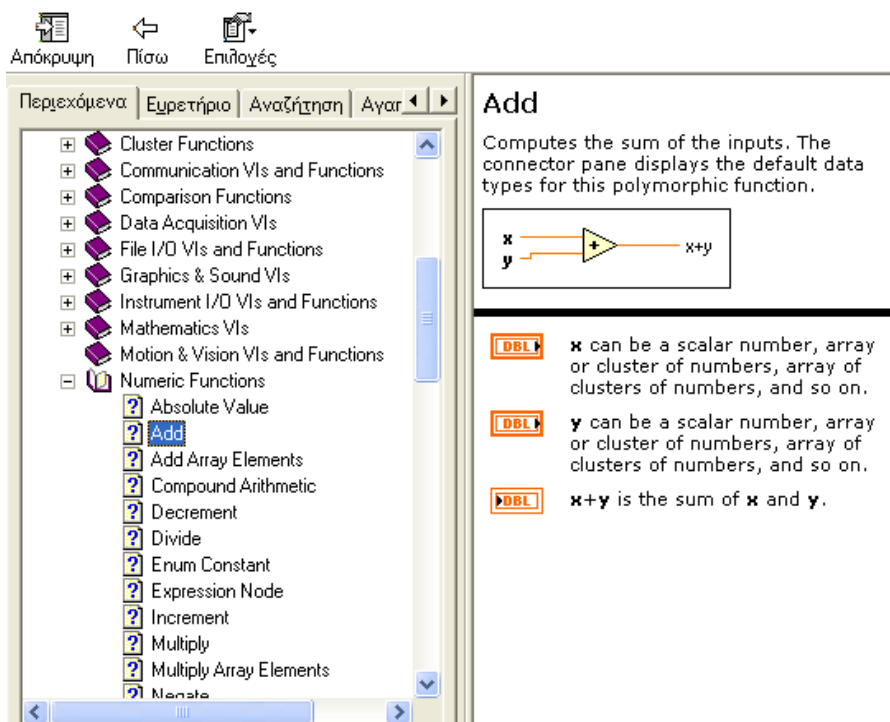 Απόκρυψη Πίσω Επιλογές
Περιεχόμενα Ευρετήριο Αναζήτηση Αγαπ
Cluster Functions
Communication VIs and Functions
Comparison Functions
Data Acquisition VIs
File I/O VIs and Functions
Graphics & Sound VIs
Instrument I/O VIs and Functions
Mathematics VIs
Motion & Vision VIs and Functions
Numeric Functions
Absolute Value
Add
Add Array Elements
Compound Arithmetic
Decrement
Divide
Enum Constant
Expression Node
Increment
Multiply
Multiply Array Elements
Negate
Add
Computes the sum of the inputs. The
connector pane displays the default data
types for this polymorphic function.
x
y
+
x+y
DBL
x can be a scalar number, array
or cluster of numbers, array of
clusters of numbers, and so on.
DBL
y can be a scalar number, array
or cluster of numbers, array of
clusters of numbers, and so on.
DBL
x+y is the sum of x and y.